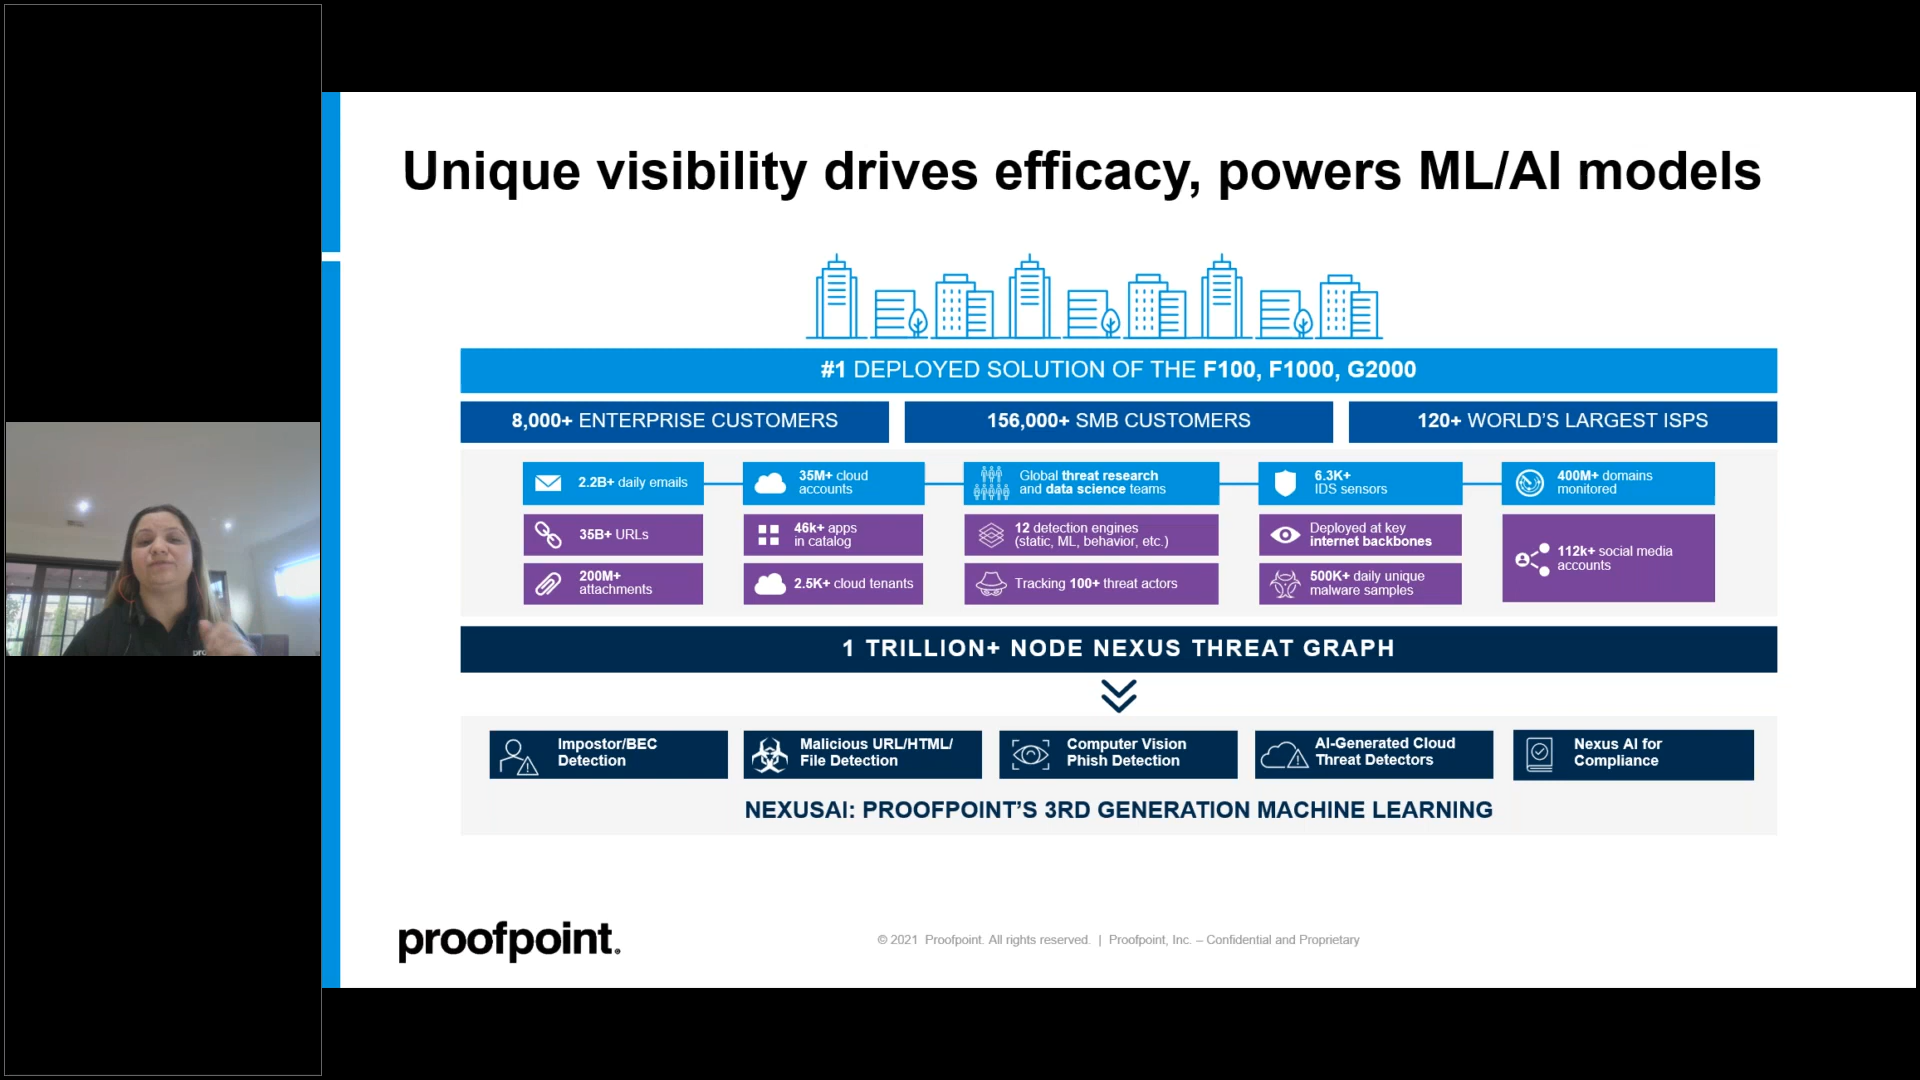 Unique visibility drives efficacy, powers ML/AI models
#1 DEPLOYED SOLUTION OF THE F100, F1000, G2000
8,000+ ENTERPRISE CUSTOMERS
156,000+ SMB CUSTOMERS
120+ WORLD'S LARGEST ISPS
2.2B+ daily emails
35M+ cloud
accounts
Global threat research
and data science teams
6.3K+
IDS sensors
400M+ domains
monitored
35B+ URLs
46k+ apps
in catalog
12 detection engines
(static, ML, behavior, etc.)
Deployed at key
internet backbones
112k+ social media
accounts
200M+
attachments
2.5K+ cloud tenants
Tracking 100+ threat actors
500K+ daily unique
malware samples
1 TRILLION+ NODE NEXUS THREAT GRAPH
Impostor/BEC
Detection
Malicious URL/HTML/
File Detection
Computer Vision
Phish Detection
AI-Generated Cloud
Threat Detectors
Nexus AI for
Compliance
NEXUSAI: PROOFPOINT'S 3RD GENERATION MACHINE LEARNING
proofpoint.
© 2021 Proofpoint. All rights reserved. | Proofpoint, Inc. – Confidential and Proprietary